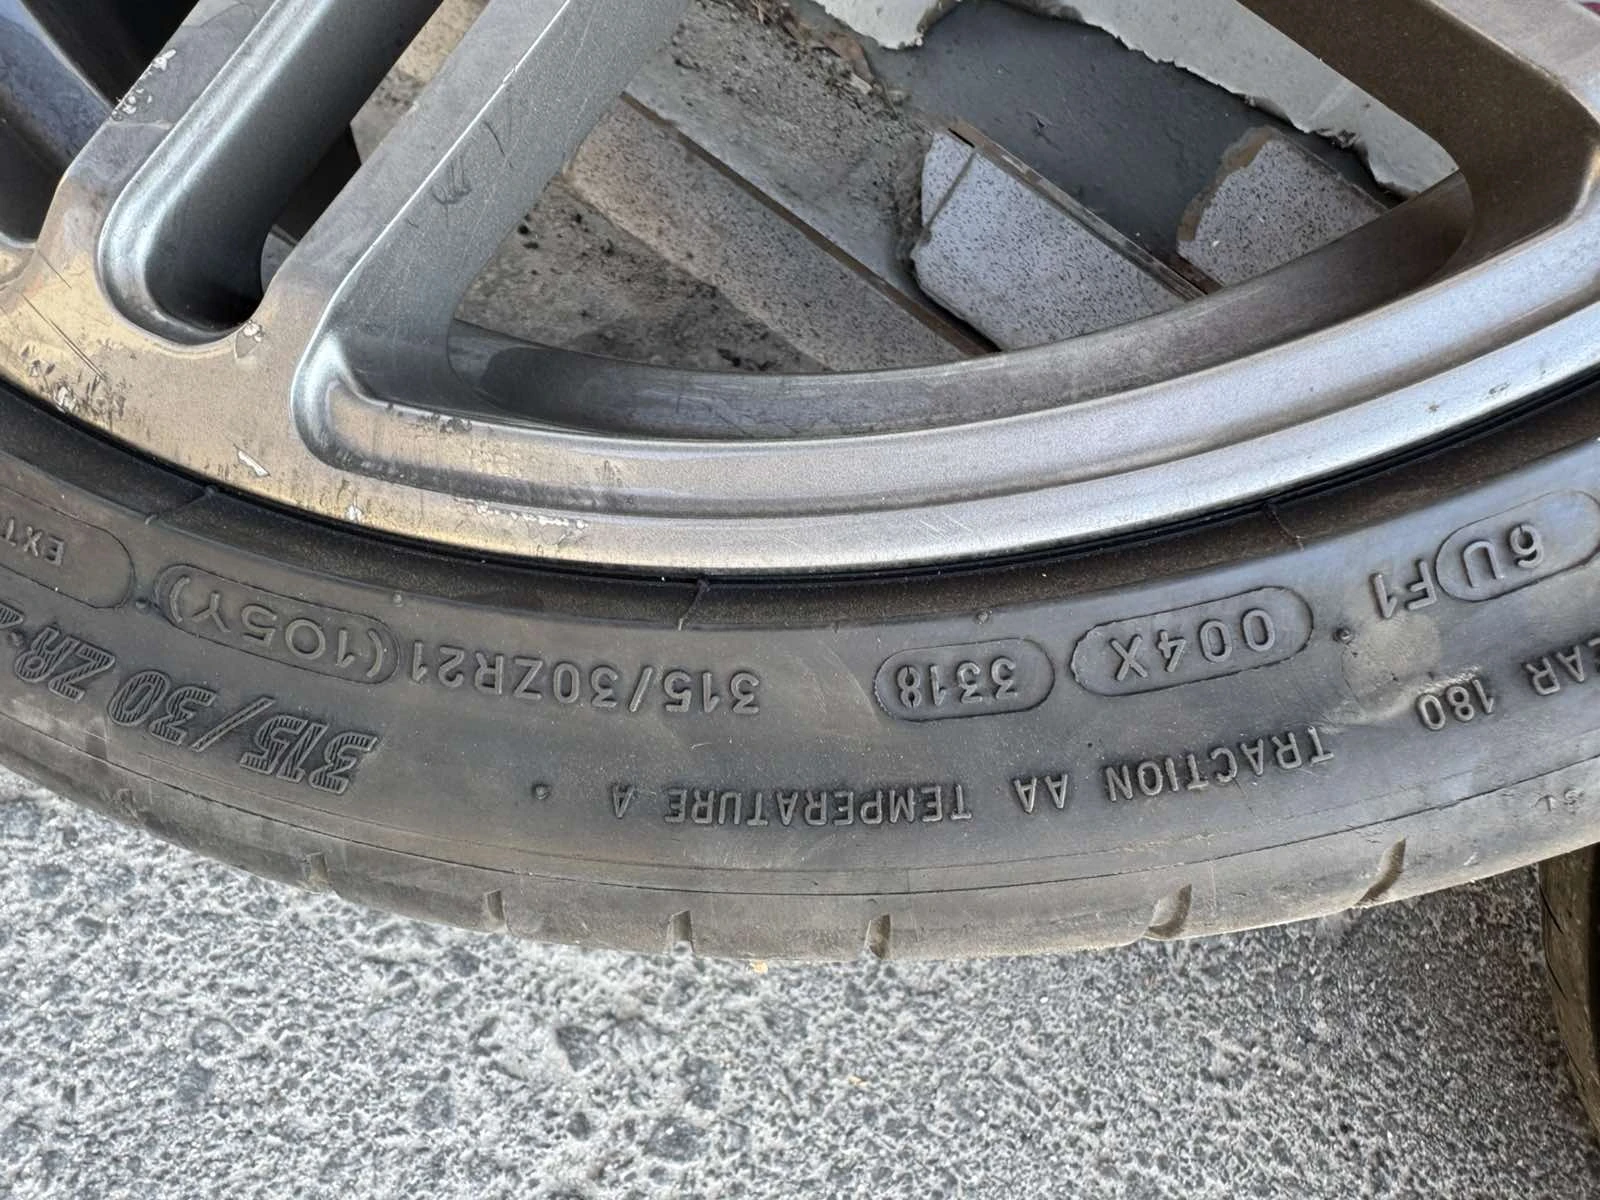 EAR 180 TRACTION AA TEMPERATURE A
6U F1 004X 3318 315/30ZR21 (105Y) EXT
315/30 ZR